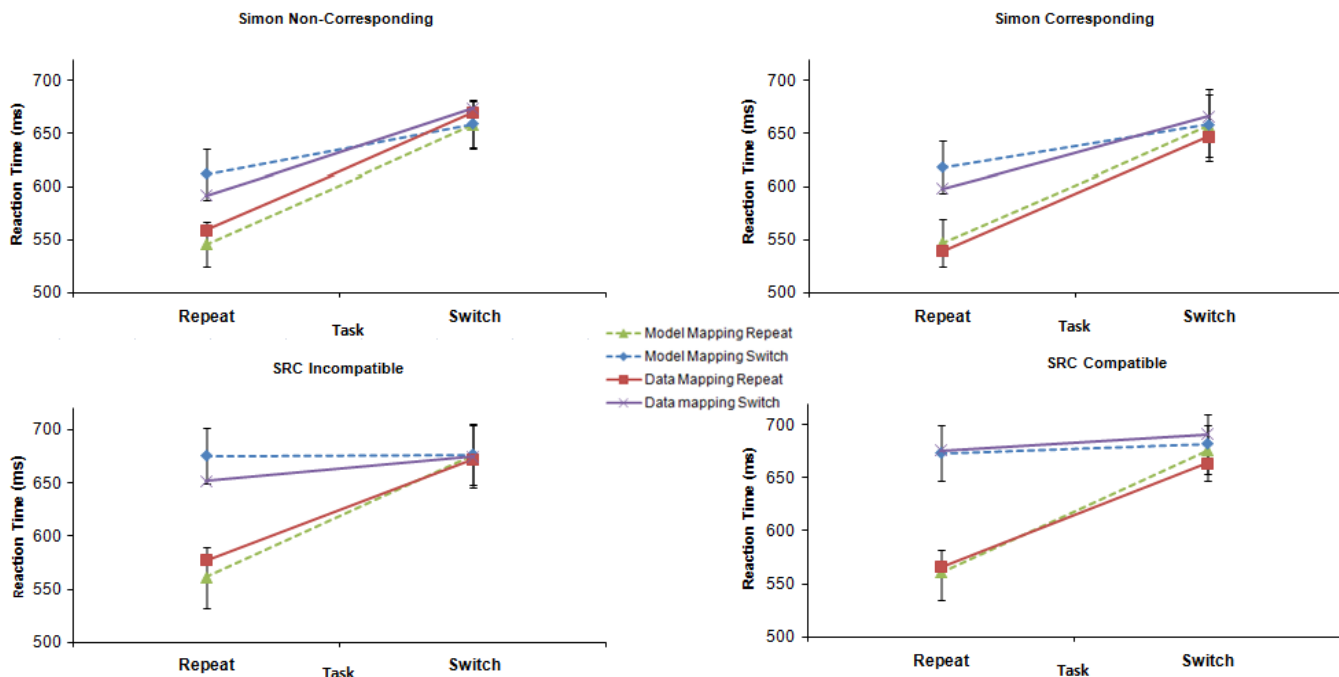 Simon Non-Corresponding
Reaction Time (ms)
700
650
600
550
500
Repeat
Task
Switch
Simon Corresponding
Reaction Time (ms)
700
650
600
550
500
Repeat
Task
Switch
Model Mapping Repeat
Model Mapping Switch
Data Mapping Repeat
Data mapping Switch
SRC Incompatible
Reaction Time (ms)
700
650
600
550
500
Repeat
Task
Switch
SRC Compatible
Reaction Time (ms)
700
650
600
550
500
Repeat
Task
Switch